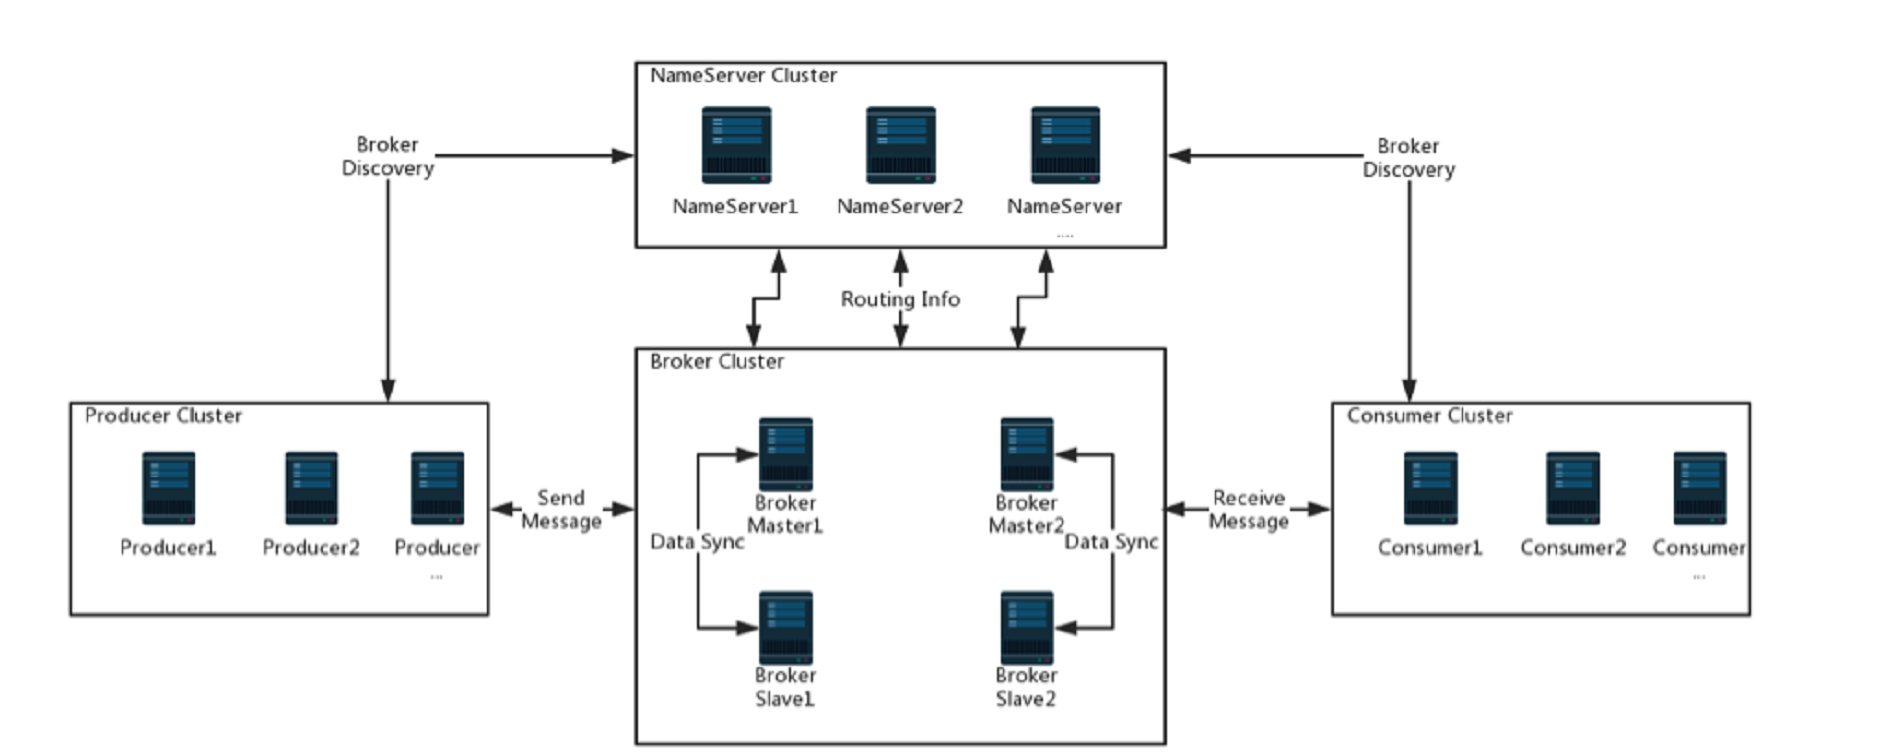 NameServer Cluster
NameServer1
NameServer2
NameServer
....
Broker
Discovery
Broker
Discovery
Routing Info
Producer Cluster
Producer1
Producer2
Producer
...
Send
Message
Broker Cluster
Broker
Master1
Broker
Master2
Data Sync
Data Sync
Broker
Slave1
Broker
Slave2
Receive
Message
Consumer Cluster
Consumer1
Consumer2
Consumer
...